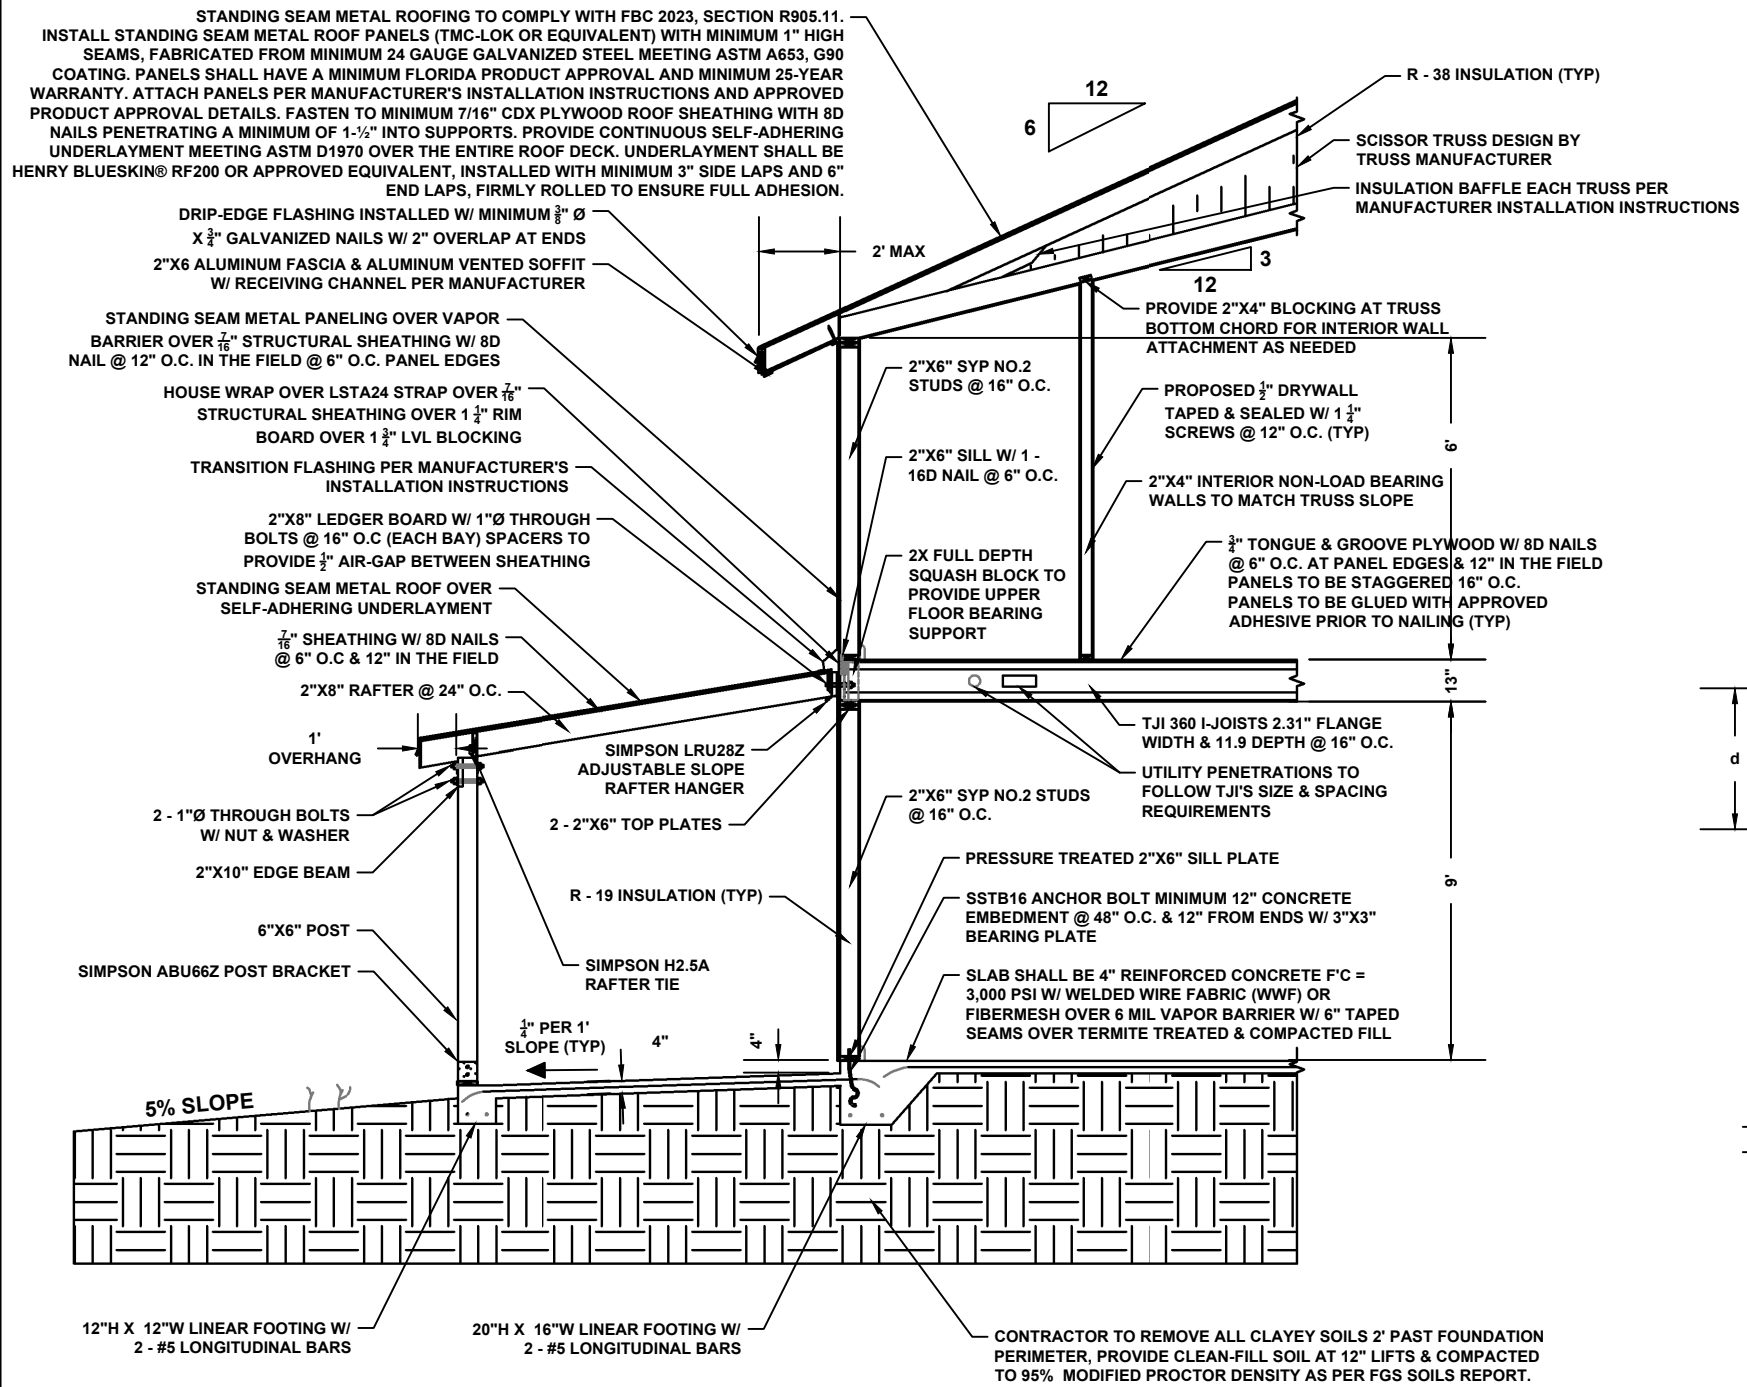 STANDING SEAM METAL ROOFING TO COMPLY WITH FBC 2023, SECTION R905.11.
INSTALL STANDING SEAM METAL ROOF PANELS (TMC-LOK OR EQUIVALENT) WITH MINIMUM 1" HIGH
SEAMS, FABRICATED FROM MINIMUM 24 GAUGE GALVANIZED STEEL MEETING ASTM A653, G90
COATING. PANELS SHALL HAVE A MINIMUM FLORIDA PRODUCT APPROVAL AND MINIMUM 25-YEAR
WARRANTY. ATTACH PANELS PER MANUFACTURER'S INSTALLATION INSTRUCTIONS AND APPROVED
PRODUCT APPROVAL DETAILS. FASTEN TO MINIMUM 7/16" CDX PLYWOOD ROOF SHEATHING WITH 8D
NAILS PENETRATING A MINIMUM OF 1-½" INTO SUPPORTS. PROVIDE CONTINUOUS SELF-ADHERING
UNDERLAYMENT MEETING ASTM D1970 OVER THE ENTIRE ROOF DECK. UNDERLAYMENT SHALL BE
HENRY BLUESKIN® RF200 OR APPROVED EQUIVALENT, INSTALLED WITH MINIMUM 3" SIDE LAPS AND 6"
END LAPS, FIRMLY ROLLED TO ENSURE FULL ADHESION.
DRIP-EDGE FLASHING INSTALLED W/ MINIMUM 3/8" Ø
X 3/4" GALVANIZED NAILS W/ 2" OVERLAP AT ENDS
2"X6 ALUMINUM FASCIA & ALUMINUM VENTED SOFFIT
W/ RECEIVING CHANNEL PER MANUFACTURER
STANDING SEAM METAL PANELING OVER VAPOR
BARRIER OVER 7/16" STRUCTURAL SHEATHING W/ 8D
NAIL @ 12" O.C. IN THE FIELD @ 6" O.C. PANEL EDGES
HOUSE WRAP OVER LSTA24 STRAP OVER 7/16"
STRUCTURAL SHEATHING OVER 1 1/4" RIM
BOARD OVER 1 3/4" LVL BLOCKING
TRANSITION FLASHING PER MANUFACTURER'S
INSTALLATION INSTRUCTIONS
2"X8" LEDGER BOARD W/ 1"Ø THROUGH
BOLTS @ 16" O.C (EACH BAY) SPACERS TO
PROVIDE 1/2" AIR-GAP BETWEEN SHEATHING
STANDING SEAM METAL ROOF OVER
SELF-ADHERING UNDERLAYMENT
7/16" SHEATHING W/ 8D NAILS
@ 6" O.C & 12" IN THE FIELD
2"X8" RAFTER @ 24" O.C.
1'
OVERHANG
2 - 1"Ø THROUGH BOLTS
W/ NUT & WASHER
2"X10" EDGE BEAM
6"X6" POST
SIMPSON ABU66Z POST BRACKET
5% SLOPE
12"H X 12"W LINEAR FOOTING W/
2 - #5 LONGITUDINAL BARS
2' MAX
SIMPSON LRU28Z
ADJUSTABLE SLOPE
RAFTER HANGER
2 - 2"X6" TOP PLATES
R - 19 INSULATION (TYP)
SIMPSON H2.5A
RAFTER TIE
1/4" PER 1'
SLOPE (TYP)
4"
4"
20"H X 16"W LINEAR FOOTING W/
2 - #5 LONGITUDINAL BARS
12
6
R - 38 INSULATION (TYP)
SCISSOR TRUSS DESIGN BY
TRUSS MANUFACTURER
INSULATION BAFFLE EACH TRUSS PER
MANUFACTURER INSTALLATION INSTRUCTIONS
3
12
PROVIDE 2"X4" BLOCKING AT TRUSS
BOTTOM CHORD FOR INTERIOR WALL
ATTACHMENT AS NEEDED
2"X6" SYP NO.2
STUDS @ 16" O.C.
PROPOSED 1/2" DRYWALL
TAPED & SEALED W/ 1 1/4"
SCREWS @ 12" O.C. (TYP)
2"X6" SILL W/ 1 -
16D NAIL @ 6" O.C.
2"X4" INTERIOR NON-LOAD BEARING
WALLS TO MATCH TRUSS SLOPE
6'
2X FULL DEPTH
SQUASH BLOCK TO
PROVIDE UPPER
FLOOR BEARING
SUPPORT
3/4" TONGUE & GROOVE PLYWOOD W/ 8D NAILS
@ 6" O.C. AT PANEL EDGES & 12" IN THE FIELD
PANELS TO BE STAGGERED 16" O.C.
PANELS TO BE GLUED WITH APPROVED
ADHESIVE PRIOR TO NAILING (TYP)
13"
TJI 360 I-JOISTS 2.31" FLANGE
WIDTH & 11.9 DEPTH @ 16" O.C.
UTILITY PENETRATIONS TO
FOLLOW TJI'S SIZE & SPACING
REQUIREMENTS
d
2"X6" SYP NO.2 STUDS
@ 16" O.C.
PRESSURE TREATED 2"X6" SILL PLATE
9'
SSTB16 ANCHOR BOLT MINIMUM 12" CONCRETE
EMBEDMENT @ 48" O.C. & 12" FROM ENDS W/ 3"X3"
BEARING PLATE
SLAB SHALL BE 4" REINFORCED CONCRETE F'C =
3,000 PSI W/ WELDED WIRE FABRIC (WWF) OR
FIBERMESH OVER 6 MIL VAPOR BARRIER W/ 6" TAPED
SEAMS OVER TERMITE TREATED & COMPACTED FILL
CONTRACTOR TO REMOVE ALL CLAYEY SOILS 2' PAST FOUNDATION
PERIMETER, PROVIDE CLEAN-FILL SOIL AT 12" LIFTS & COMPACTED
TO 95% MODIFIED PROCTOR DENSITY AS PER FGS SOILS REPORT.